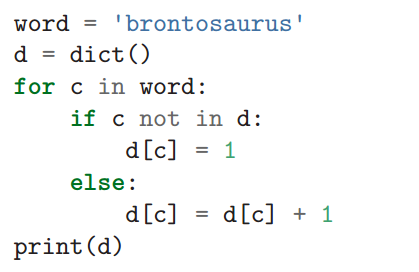 word = 'brontosaurus'
d = dict()
for c in word:
    if c not in d:
        d[c] = 1
    else:
        d[c] = d[c] + 1
print(d)